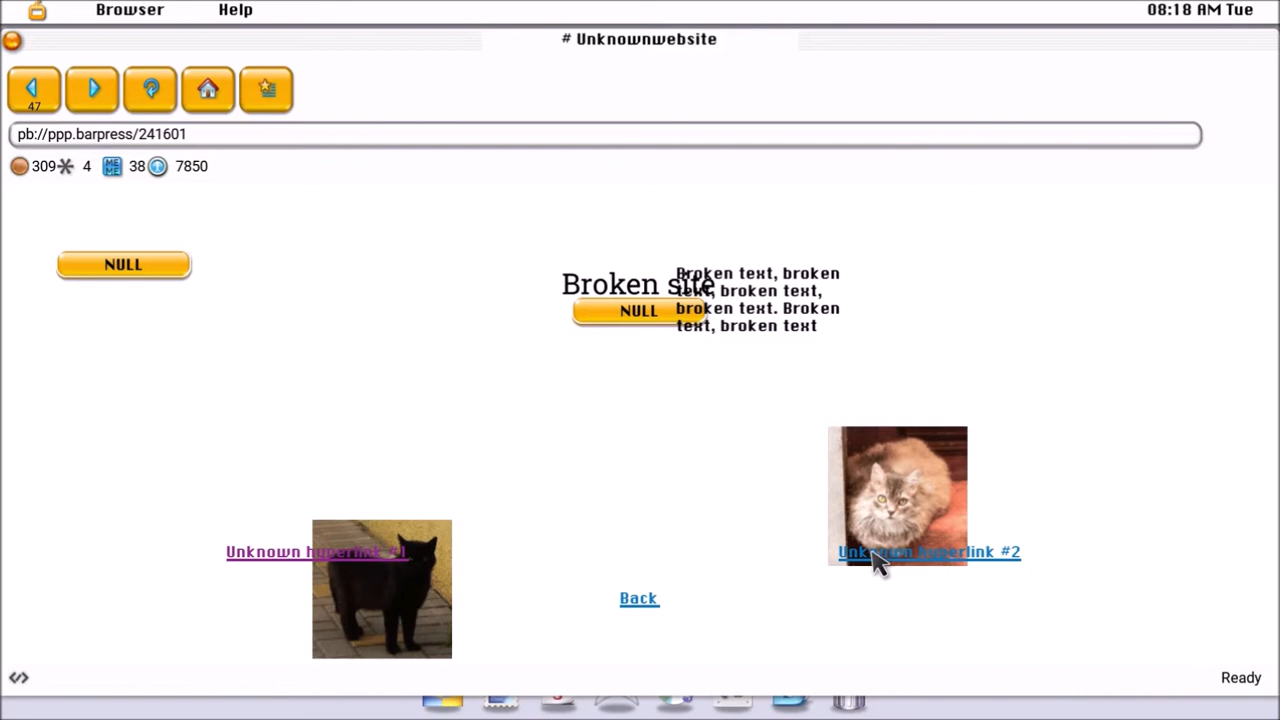 Browser Help 08:18 AM Tue
# Unknownwebsite
47
pb://ppp.barpress/241601
309 4 MEME 38 7850
NULL
Broken site
NULL
Broken text, broken
text, broken text,
broken text. Broken
text, broken text
Unknown hyperlink #1
Unknown hyperlink #2
Back
Ready